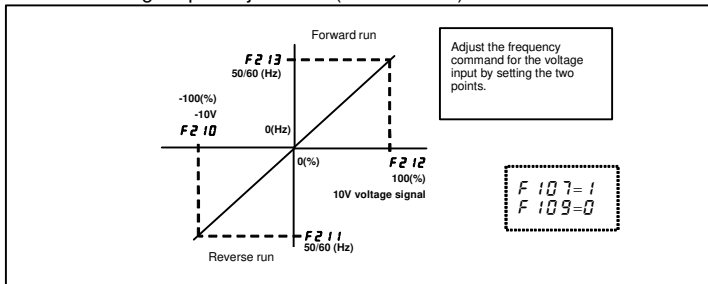 Forward run
F213
50/60 (Hz)
Adjust the frequency
command for the voltage
input by setting the two
points.
-100(%)
-10V
F210
0(Hz)
0(%)
F212
100(%)
10V voltage signal
F107=1
F109=0
F211
50/60 (Hz)
Reverse run